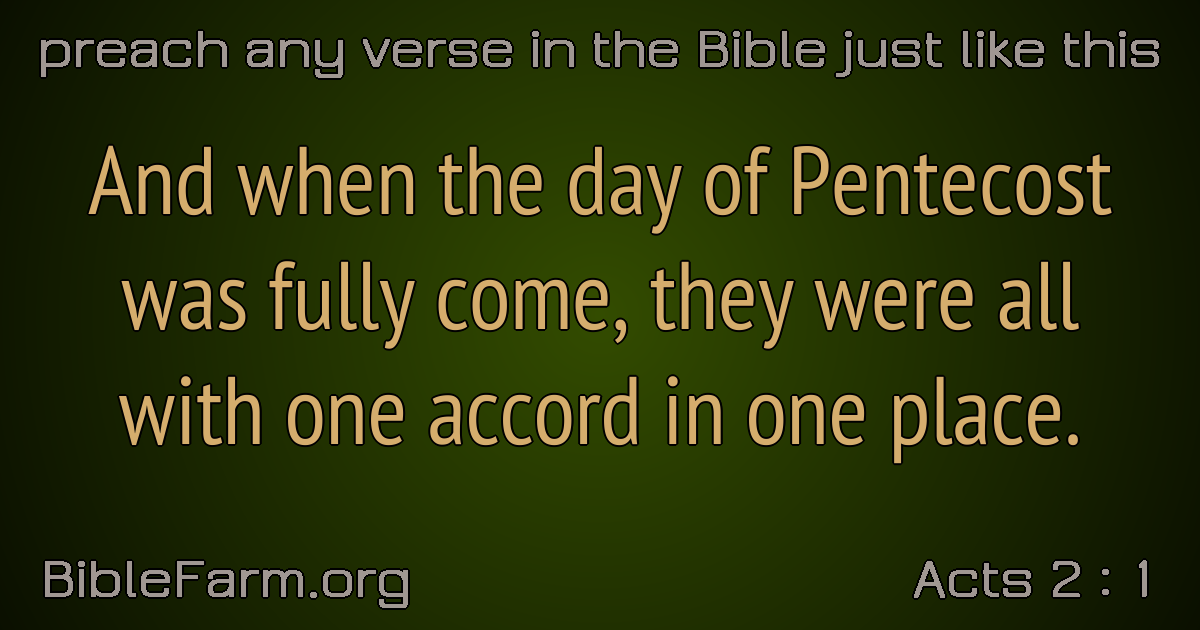 preach any verse in the Bible just like this
And when the day of Pentecost
was fully come, they were all
with one accord in one place.
BibleFarm.org
Acts 2 : 1